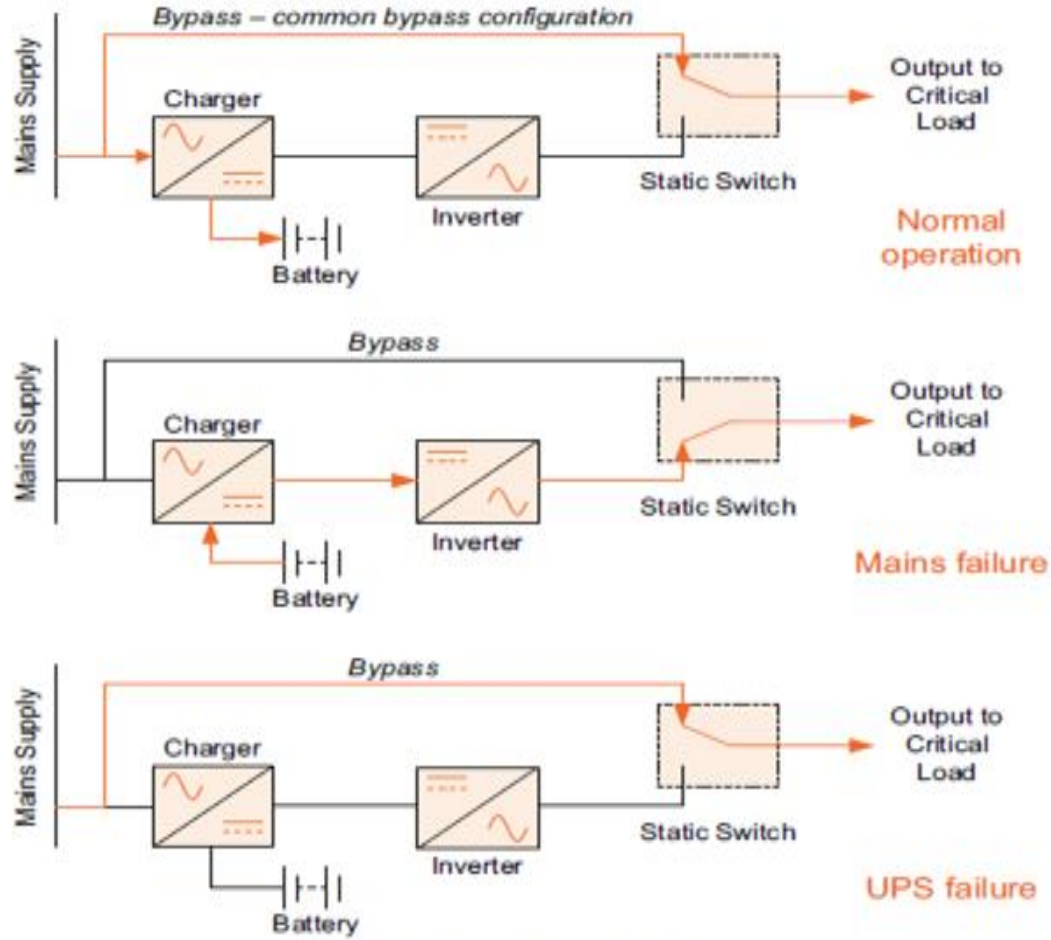 Bypass – common bypass configuration
Mains Supply
Charger
Output to
Critical
Load
Static Switch
Inverter
Battery
Normal
operation
Bypass
Mains Supply
Charger
Output to
Critical
Load
Static Switch
Inverter
Battery
Mains failure
Bypass
Mains Supply
Charger
Output to
Critical
Load
Static Switch
Inverter
Battery
UPS failure